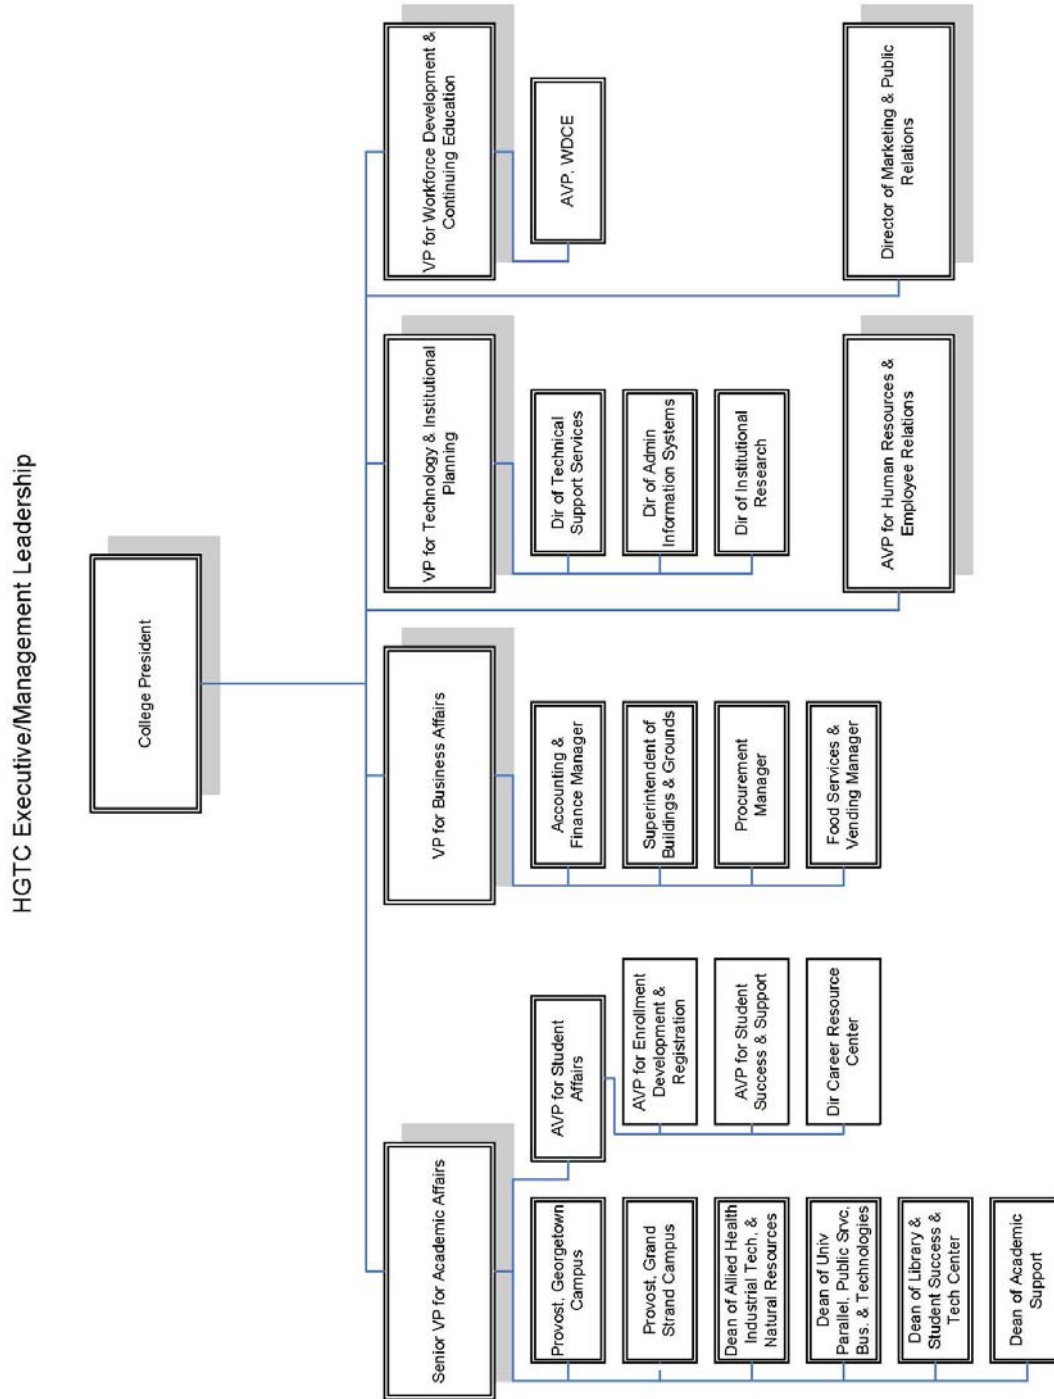 HGTC Executive/Management Leadership
College President
Senior VP for Academic Affairs
Provost, Georgetown
Campus
Provost, Grand
Strand Campus
Dean of Allied Health
Industrial Tech. &
Natural Resources
Dean of Univ
Parallel, Public Srvc,
Bus. & Technologies
Dean of Library &
Student Success &
Tech Center
Dean of Academic
Support
AVP for Student
Affairs
AVP for Enrollment
Development &
Registration
AVP for Student
Success & Support
Dir Career Resource
Center
VP for Business Affairs
Accounting &
Finance Manager
Superintendent of
Buildings & Grounds
Procurement
Manager
Food Services &
Vending Manager
VP for Technology & Institutional
Planning
Dir of Technical
Support Services
Dir of Admin
Information Systems
Dir of Institutional
Research
VP for Workforce Development &
Continuing Education
AVP, WDCE
AVP for Human Resources &
Employee Relations
Director of Marketing & Public
Relations